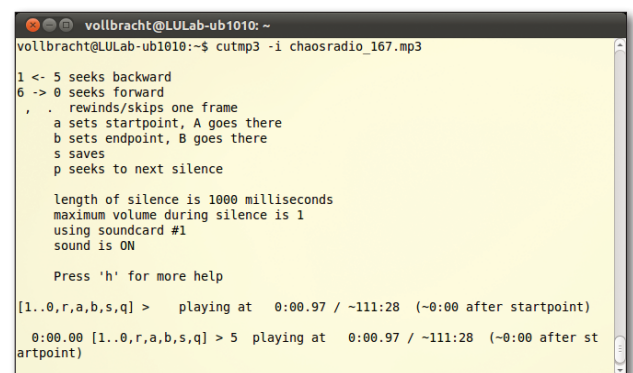 vollbracht@LULab-ub1010: ~
vollbracht@LULab-ub1010:~$ cutmp3 -i chaosradio_167.mp3
1 <- 5 seeks backward
6 -> 0 seeks forward
 ,  .  rewinds/skips one frame
     a sets startpoint, A goes there
     b sets endpoint, B goes there
     s saves
     p seeks to next silence
     length of silence is 1000 milliseconds
     maximum volume during silence is 1
     using soundcard #1
     sound is ON
     Press 'h' for more help
[1..0,r,a,b,s,q] >    playing at   0:00.97 / ~111:28  (~0:00 after startpoint)
  0:00.00 [1..0,r,a,b,s,q] > 5  playing at   0:00.97 / ~111:28  (~0:00 after st
artpoint)